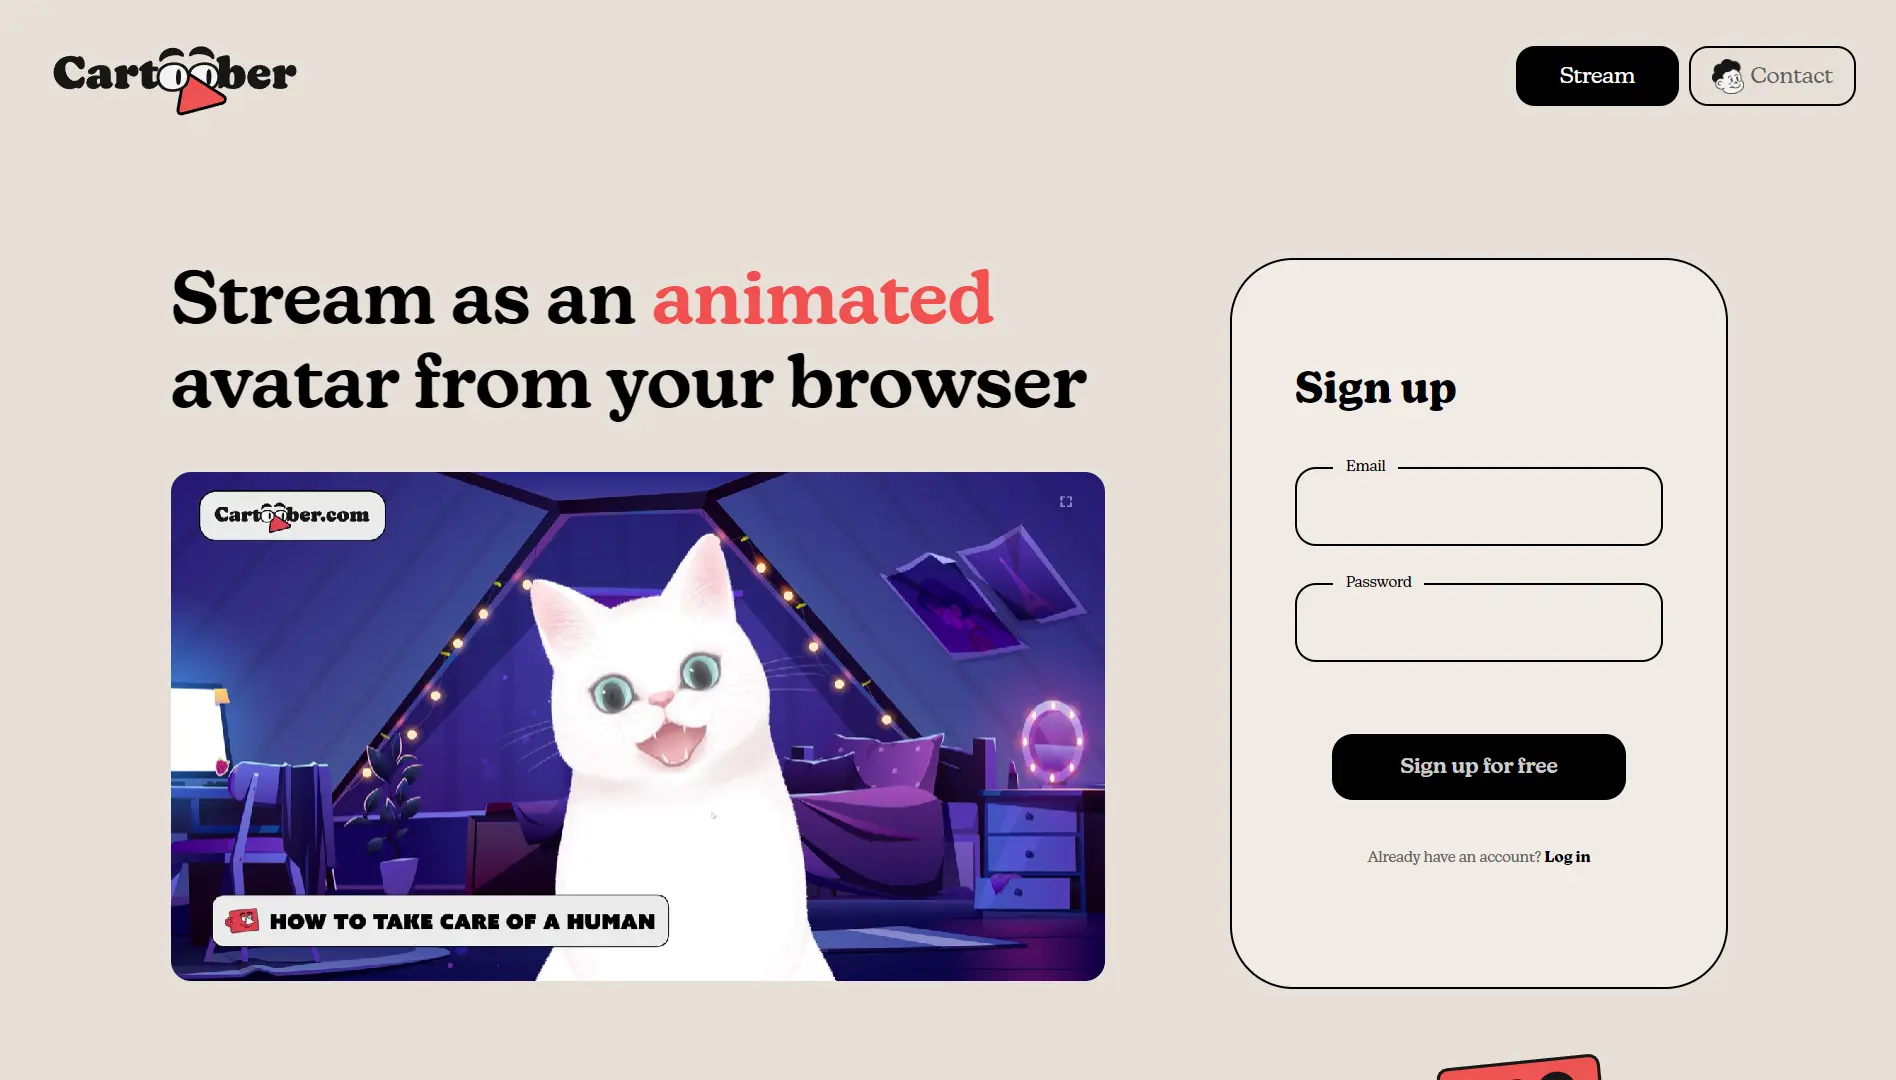 Cartoober
Stream
Contact
Stream as an animated
avatar from your browser
Cartoober.com
HOW TO TAKE CARE OF A HUMAN
Sign up
Email
Password
Sign up for free
Already have an account? Log in